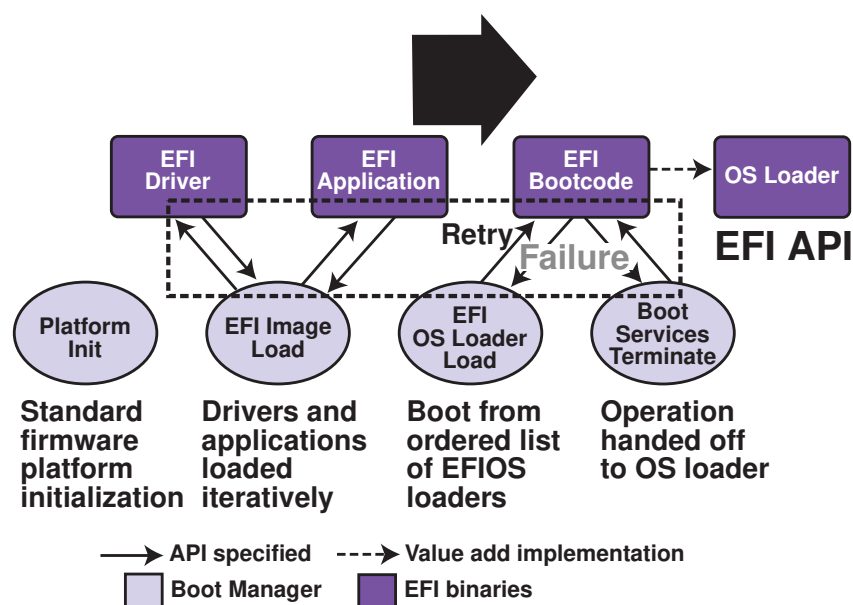 EFI
Driver
EFI
Application
EFI
Bootcode
OS Loader
Retry
Failure
EFI API
Platform
Init
EFI Image
Load
EFI
OS Loader
Load
Boot
Services
Terminate
Standard
firmware
platform
initialization
Drivers and
applications
loaded
iteratively
Boot from
ordered list
of EFIOS
loaders
Operation
handed off
to OS loader
API specified
Value add implementation
Boot Manager
EFI binaries